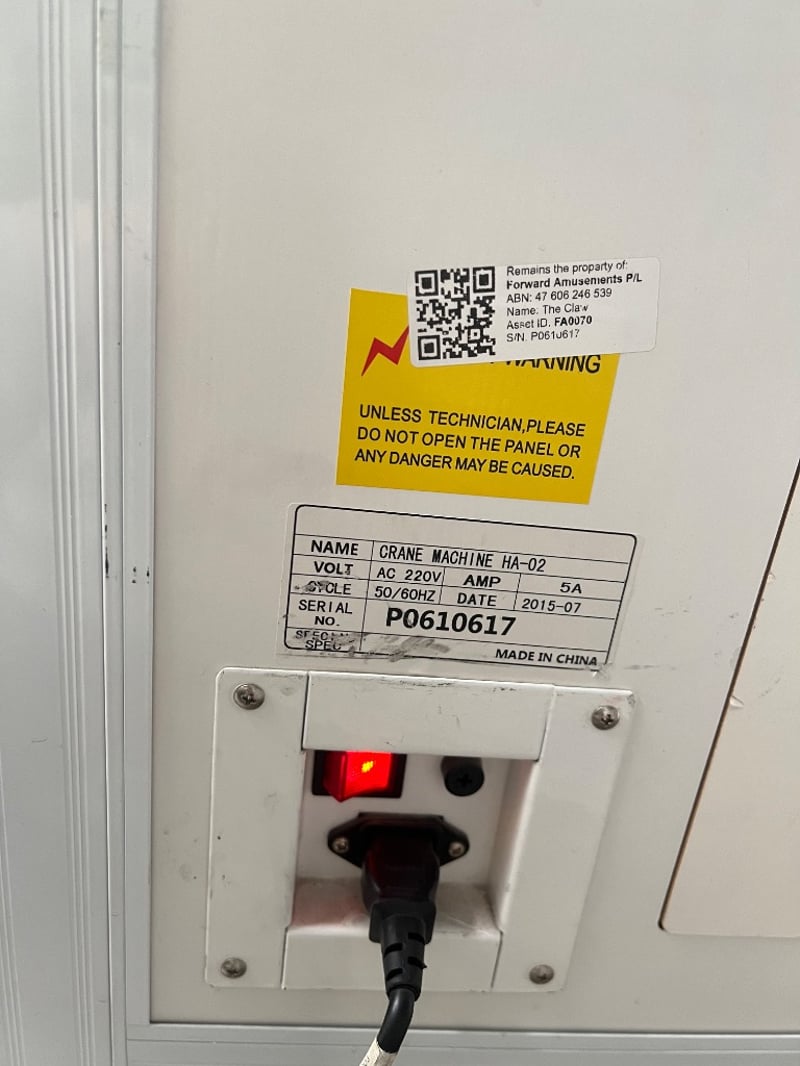 Remains the property of:
Forward Amusements P/L
ABN: 47 606 246 539
Name: The Claw
Asset ID. FA0070
S/N. P0610617
WARNING
UNLESS TECHNICIAN,PLEASE
DO NOT OPEN THE PANEL OR
ANY DANGER MAY BE CAUSED.
NAME CRANE MACHINE HA-02
VOLT AC 220V AMP 5A
CYCLE 50/60HZ DATE 2015-07
SERIAL NO. P0610617
SPEC
MADE IN CHINA